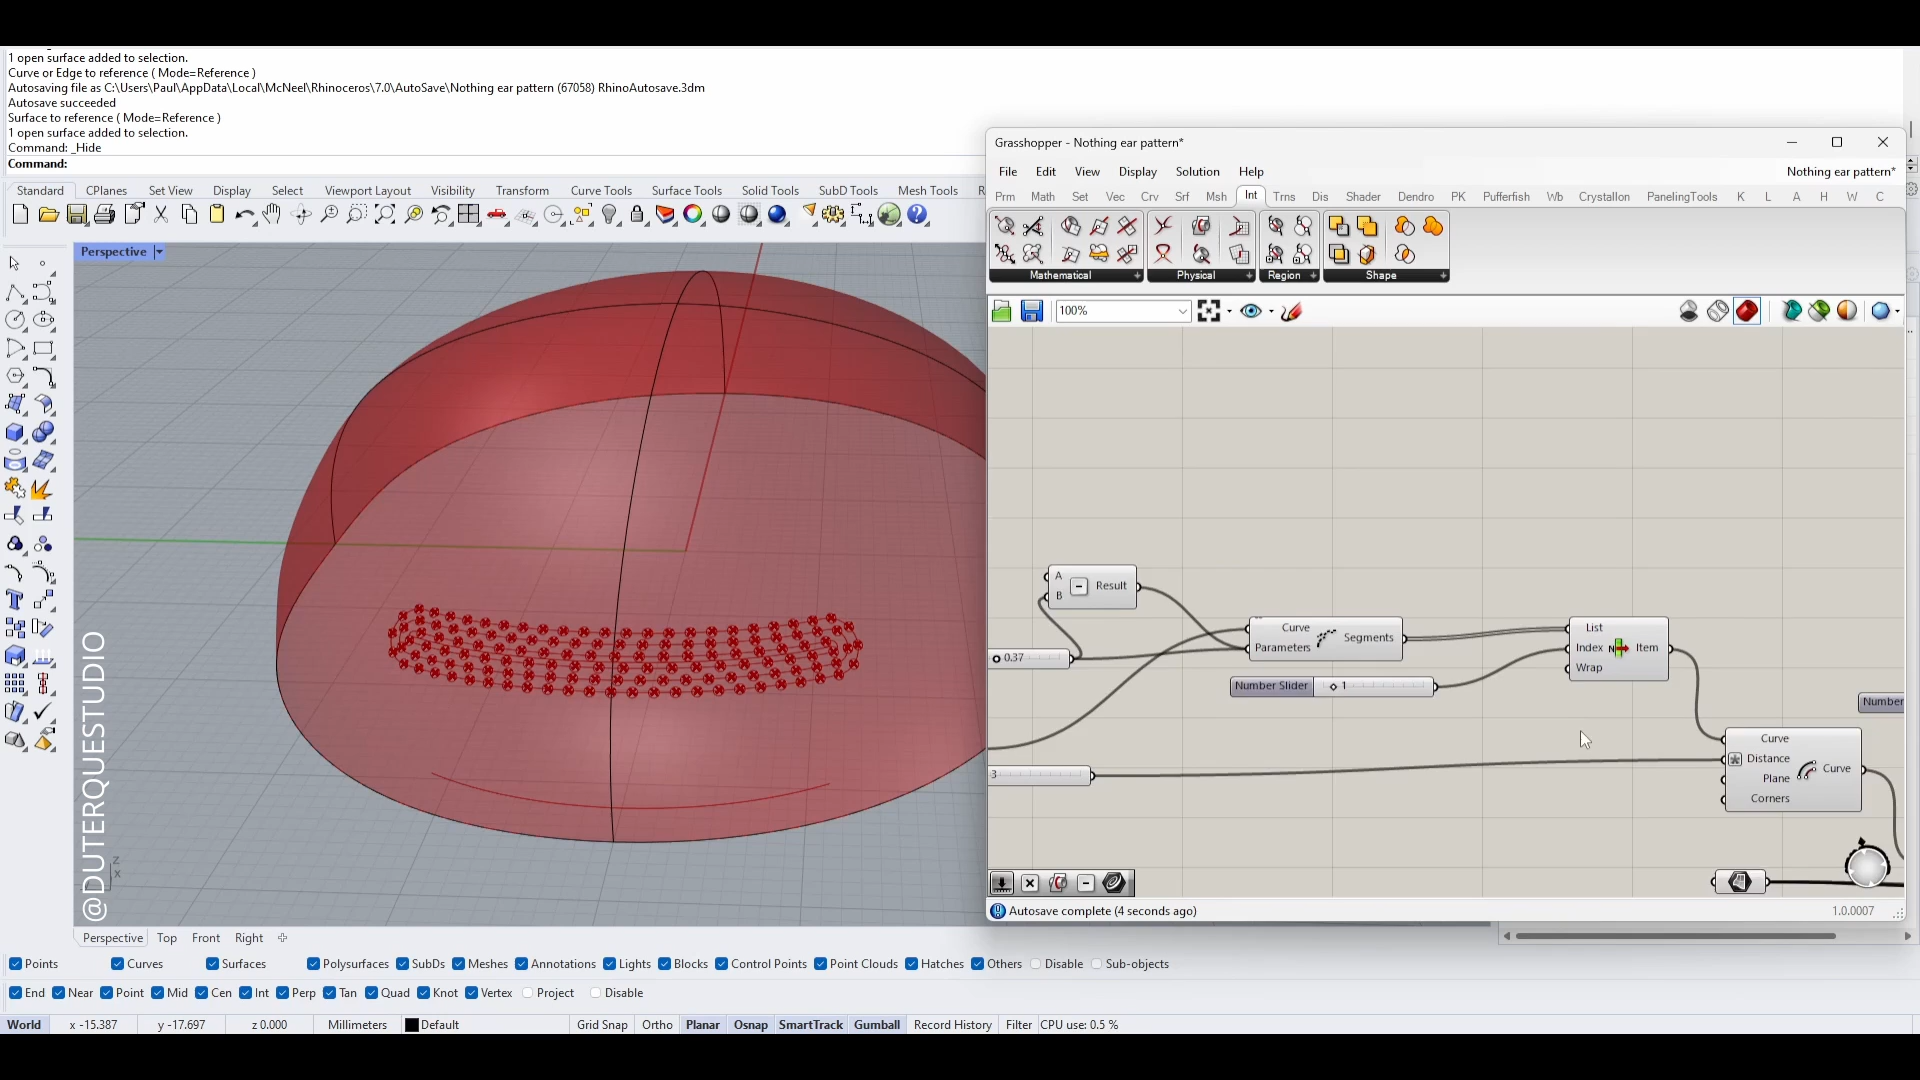 1 open surface added to selection.
Curve or Edge to reference ( Mode=Reference )
Autosaving file as C:\Users\Paul\AppData\Local\McNeel\Rhinoceros\7.0\AutoSave\Nothing ear pattern (67058) RhinoAutosave.3dm
Autosave succeeded
Surface to reference ( Mode=Reference )
1 open surface added to selection.
Command: _Hide
Command:
Standard CPlanes Set View Display Select Viewport Layout Visibility Transform Curve Tools Surface Tools Solid Tools SubD Tools Mesh Tools R
Perspective
Grasshopper - Nothing ear pattern*
File Edit View Display Solution Help Nothing ear pattern*
Prm Math Set Vec Crv Srf Msh Int Trns Dis Shader Dendro PK Pufferfish Wb Crystallon PanelingTools K L A H W C
Mathematical Physical Region Shape
100%
A
B
Result
0.37
Curve
Parameters
Segments
Number Slider 1
List
Index
Wrap
Item
Number
3
Curve
Distance
Plane
Corners
Curve
Autosave complete (4 seconds ago) 1.0.0007
@DUTERQUESTUDIO
z
x
Perspective Top Front Right
Points Curves Surfaces Polysurfaces SubDs Meshes Annotations Lights Blocks Control Points Point Clouds Hatches Others Disable Sub-objects
End Near Point Mid Cen Int Perp Tan Quad Knot Vertex Project Disable
World x -15.387 y -17.697 z 0.000 Millimeters Default Grid Snap Ortho Planar Osnap SmartTrack Gumball Record History Filter CPU use: 0.5 %